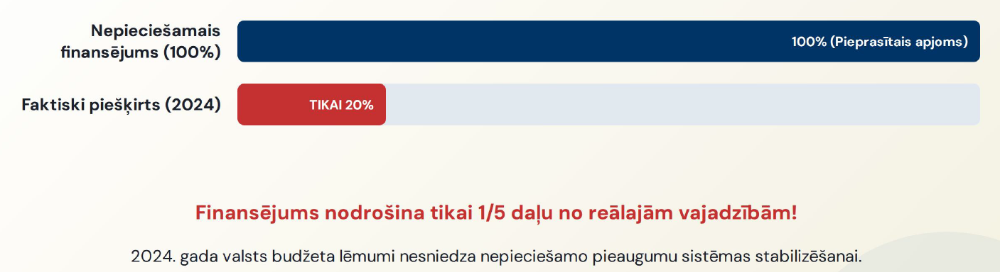 Nepieciešamais
finansējums (100%)
100% (Pieprasītais apjoms)
Faktiski piešķirts (2024)
TIKAI 20%
Finansējums nodrošina tikai 1/5 daļu no reālajām vajadzībām!
2024. gada valsts budžeta lēmumi nesniedza nepieciešamo pieaugumu sistēmas stabilizēšanai.